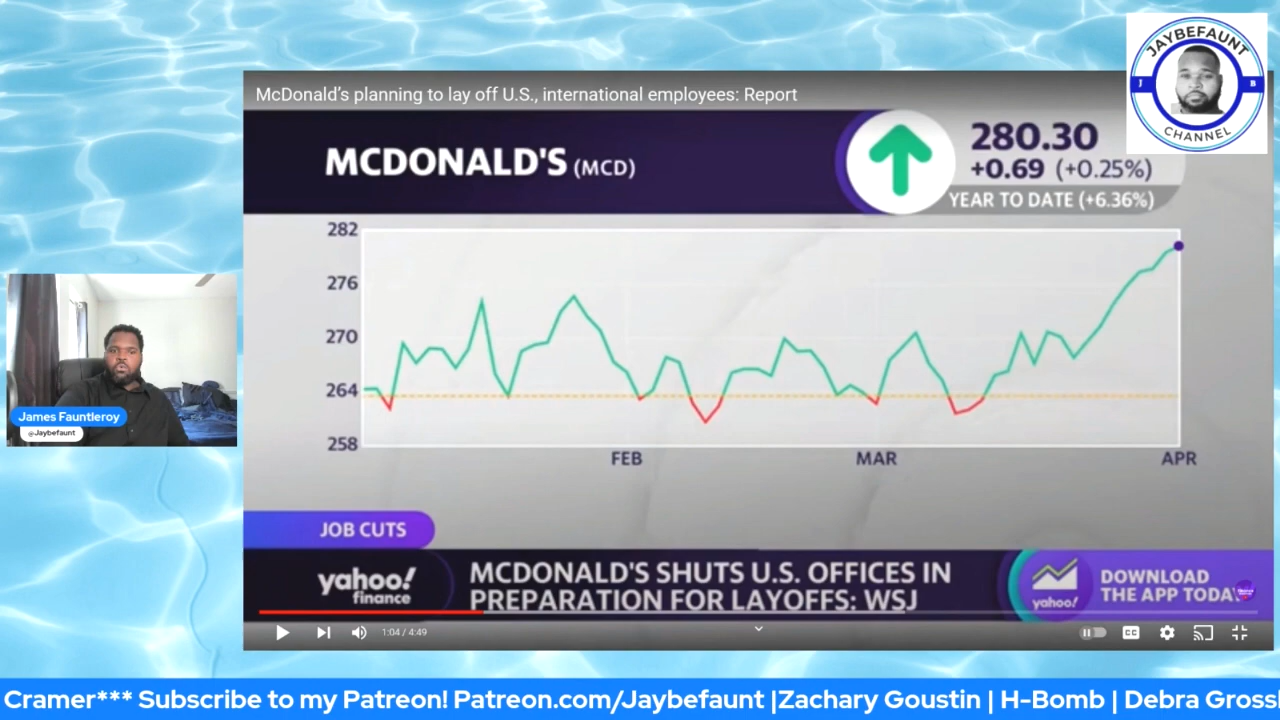 JAYBEFAUNT
J B
CHANNEL
McDonald's planning to lay off U.S., international employees: Report
MCDONALD'S (MCD)
280.30
+0.69 (+0.25%)
YEAR TO DATE (+6.36%)
282
276
270
264
258
FEB MAR APR
James Fauntleroy
@Jaybefaunt
JOB CUTS
yahoo!
finance
MCDONALD'S SHUTS U.S. OFFICES IN
PREPARATION FOR LAYOFFS: WSJ
yahoo!
DOWNLOAD
THE APP TODAY
1:04 / 4:49
CC
Cramer*** Subscribe to my Patreon! Patreon.com/Jaybefaunt |Zachary Goustin | H-Bomb | Debra Gross